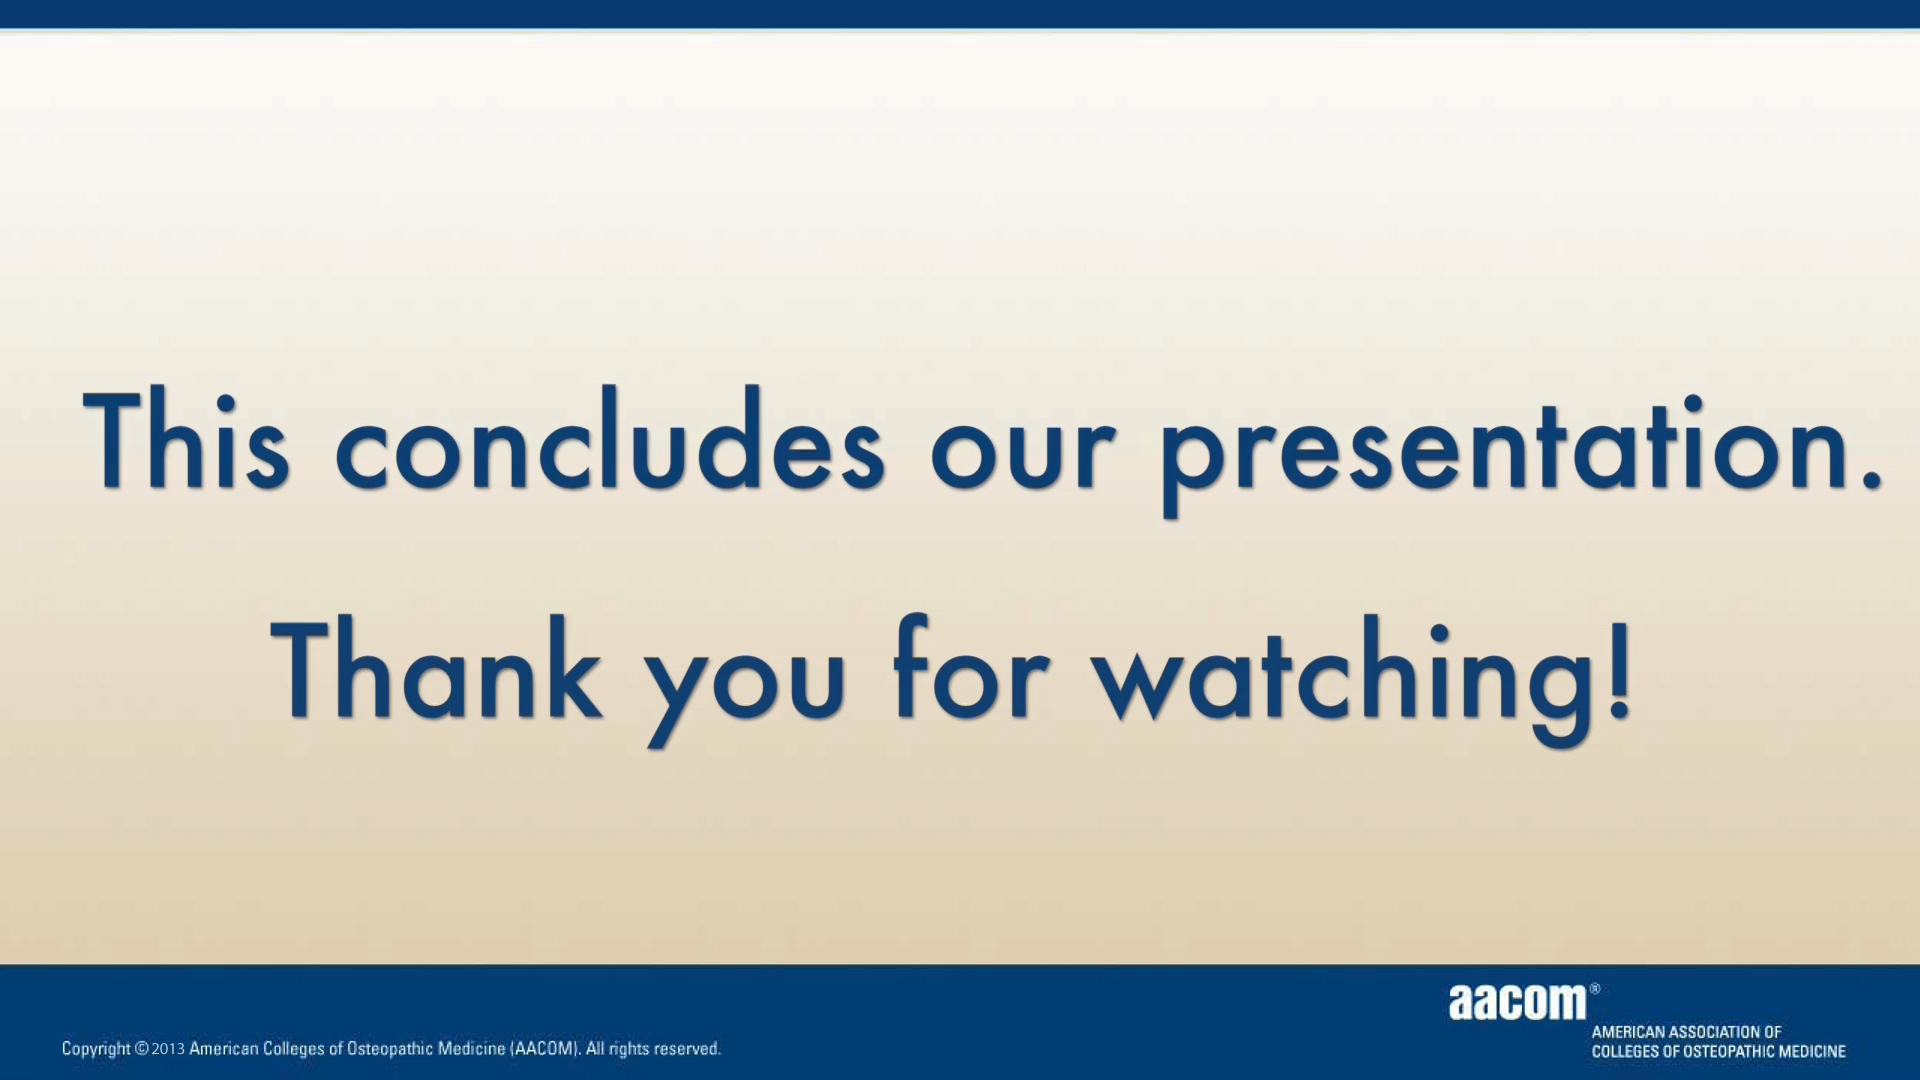 This concludes our presentation.
Thank you for watching!
aacom®
AMERICAN ASSOCIATION OF
COLLEGES OF OSTEOPATHIC MEDICINE
Copyright © 2013 American Colleges of Osteopathic Medicine (AACOM). All rights reserved.